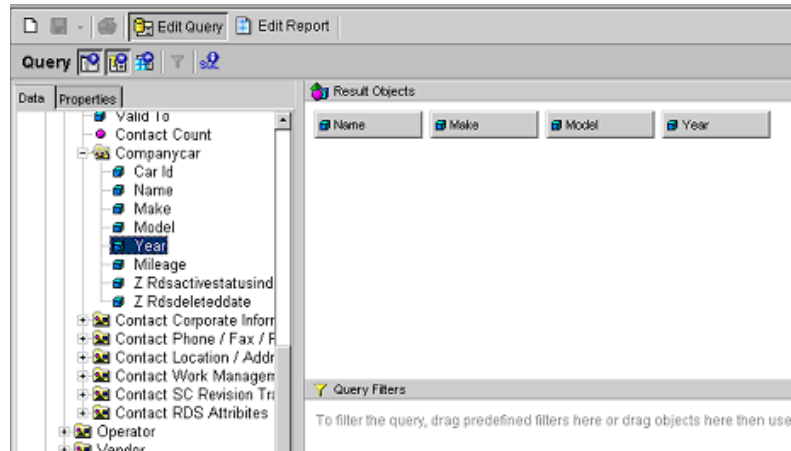 Edit Query Edit Report
Query
Data Properties
Valid To
Contact Count
Companycar
Car Id
Name
Make
Model
Year
Mileage
Z Rdsactivestatusind
Z Rdsdeleteddate
Contact Corporate Inforr
Contact Phone / Fax / F
Contact Location / Addr
Contact Work Managem
Contact SC Revision Tra
Contact RDS Attribites
Operator
Vendor
Result Objects
Name Make Model Year
Query Filters
To filter the query, drag predefined filters here or drag objects here then use